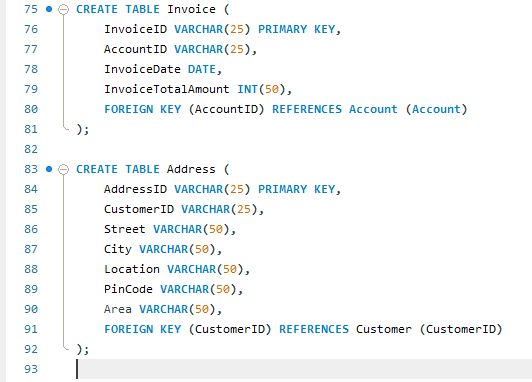 75 CREATE TABLE Invoice (
76 InvoiceID VARCHAR(25) PRIMARY KEY,
77 AccountID VARCHAR(25),
78 InvoiceDate DATE,
79 InvoiceTotalAmount INT(50),
80 FOREIGN KEY (AccountID) REFERENCES Account (Account)
81 );
82
83 CREATE TABLE Address (
84 AddressID VARCHAR(25) PRIMARY KEY,
85 CustomerID VARCHAR(25),
86 Street VARCHAR(50),
87 City VARCHAR(50),
88 Location VARCHAR(50),
89 PinCode VARCHAR(50),
90 Area VARCHAR(50),
91 FOREIGN KEY (CustomerID) REFERENCES Customer (CustomerID)
92 );
93